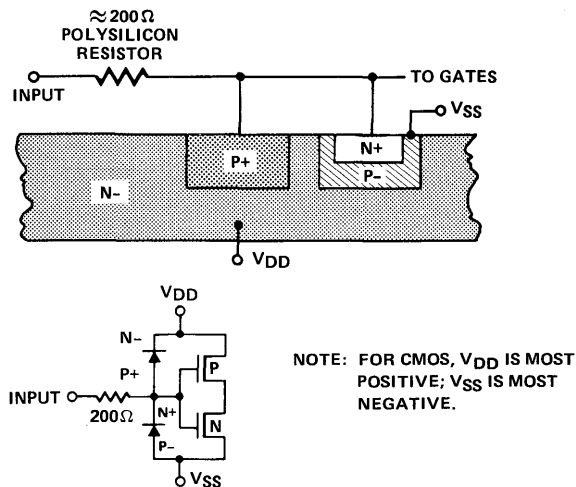 ≈200Ω
POLYSILICON
RESISTOR
INPUT
TO GATES
VSS
P+
N+
P−
N−
VDD
VDD
N−
P+
P
INPUT
200Ω
N+
N
P−
VSS
NOTE: FOR CMOS, VDD IS MOST
POSITIVE; VSS IS MOST
NEGATIVE.